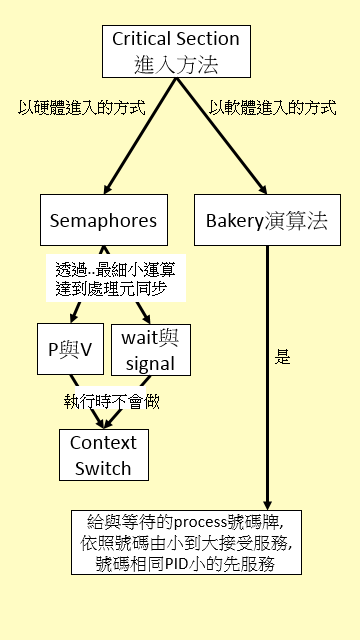 Critical Section
進入方法
以硬體進入的方式
以軟體進入的方式
Semaphores
Bakery演算法
透過..最細小運算
達到處理元同步
P與V
wait與
signal
是
執行時不會做
Context
Switch
給與等待的process號碼牌,
依照號碼由小到大接受服務,
號碼相同PID小的先服務